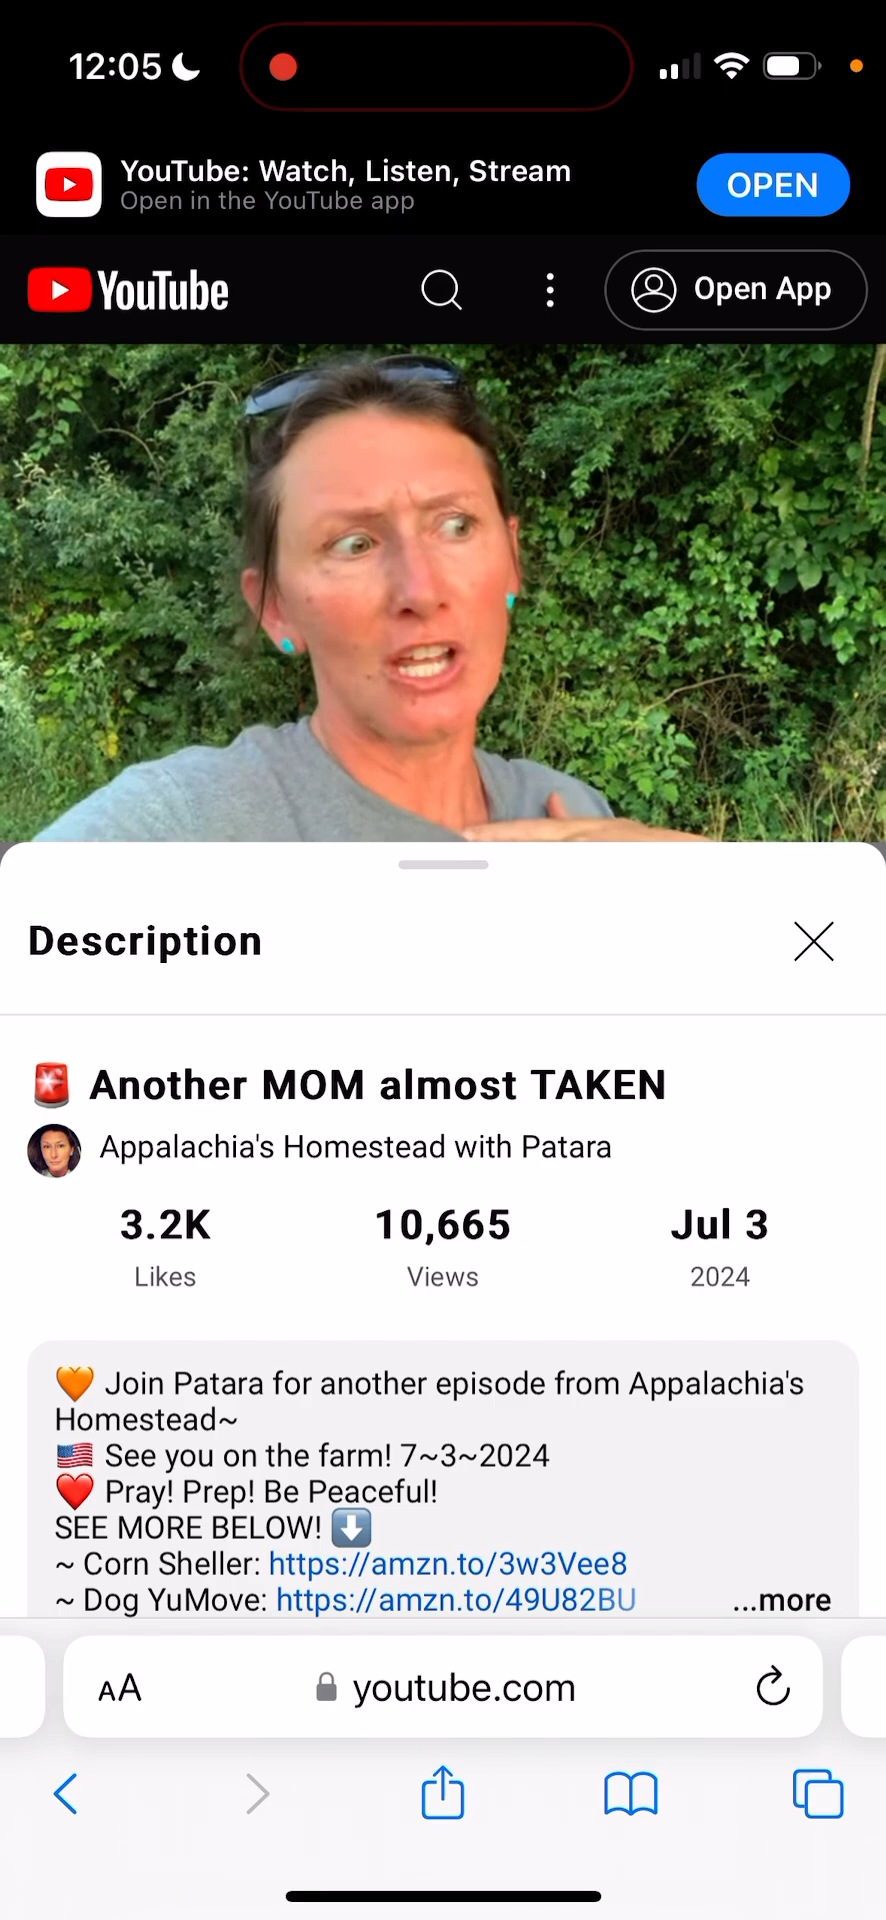 12:05
YouTube: Watch, Listen, Stream
Open in the YouTube app
OPEN
YouTube
Open App
Description
🚨 Another MOM almost TAKEN
Appalachia's Homestead with Patara
3.2K 10,665 Jul 3
Likes Views 2024
🧡 Join Patara for another episode from Appalachia's
Homestead~
🇺🇸 See you on the farm! 7~3~2024
❤️ Pray! Prep! Be Peaceful!
SEE MORE BELOW! ⬇️
~ Corn Sheller: https://amzn.to/3w3Vee8
~ Dog YuMove: https://amzn.to/49U82BU ...more
AA youtube.com